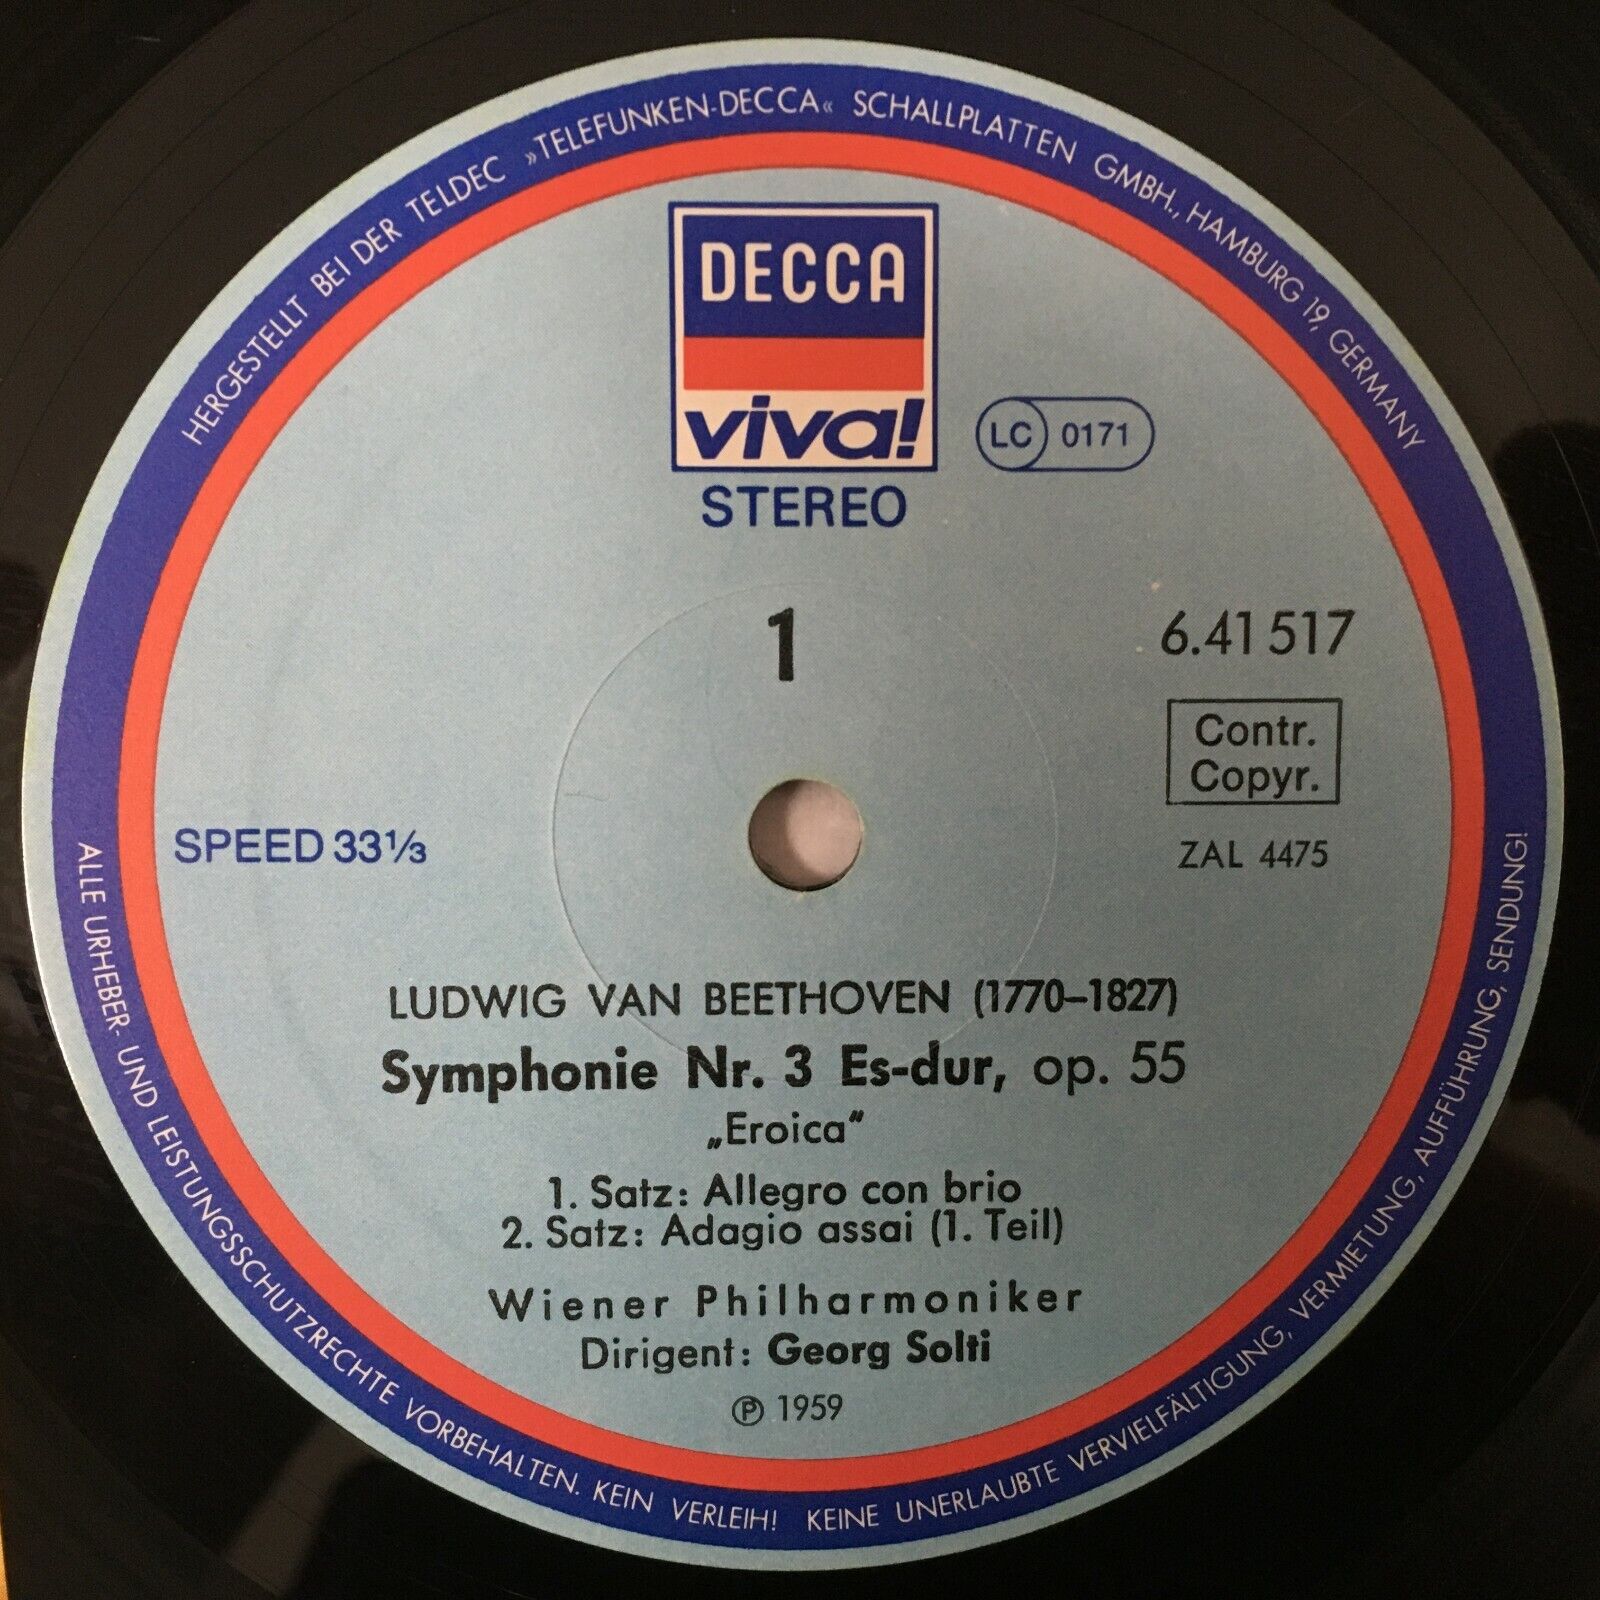 HERGESTELLT BEI DER TELDEC »TELEFUNKEN-DECCA« SCHALLPLATTEN GMBH., HAMBURG 19, GERMANY
DECCA
viva!
LC 0171
STEREO
1
6.41 517
Contr.
Copyr.
SPEED 33⅓
ZAL 4475
LUDWIG VAN BEETHOVEN (1770–1827)
Symphonie Nr. 3 Es-dur, op. 55
„Eroica“
1. Satz: Allegro con brio
2. Satz: Adagio assai (1. Teil)
Wiener Philharmoniker
Dirigent: Georg Solti
℗ 1959
ALLE URHEBER- UND LEISTUNGSSCHUTZRECHTE VORBEHALTEN. KEIN VERLEIH! KEINE UNERLAUBTE VERVIELFÄLTIGUNG, VERMIETUNG, AUFFÜHRUNG, SENDUNG!